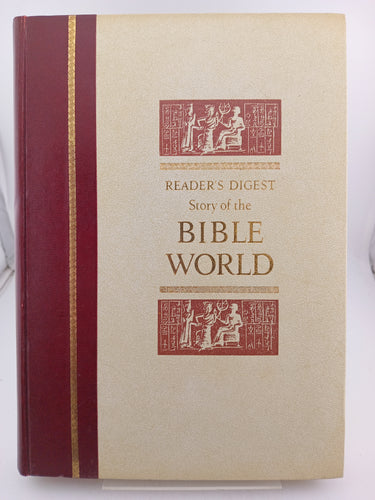 READER'S DIGEST
Story of the
BIBLE
WORLD